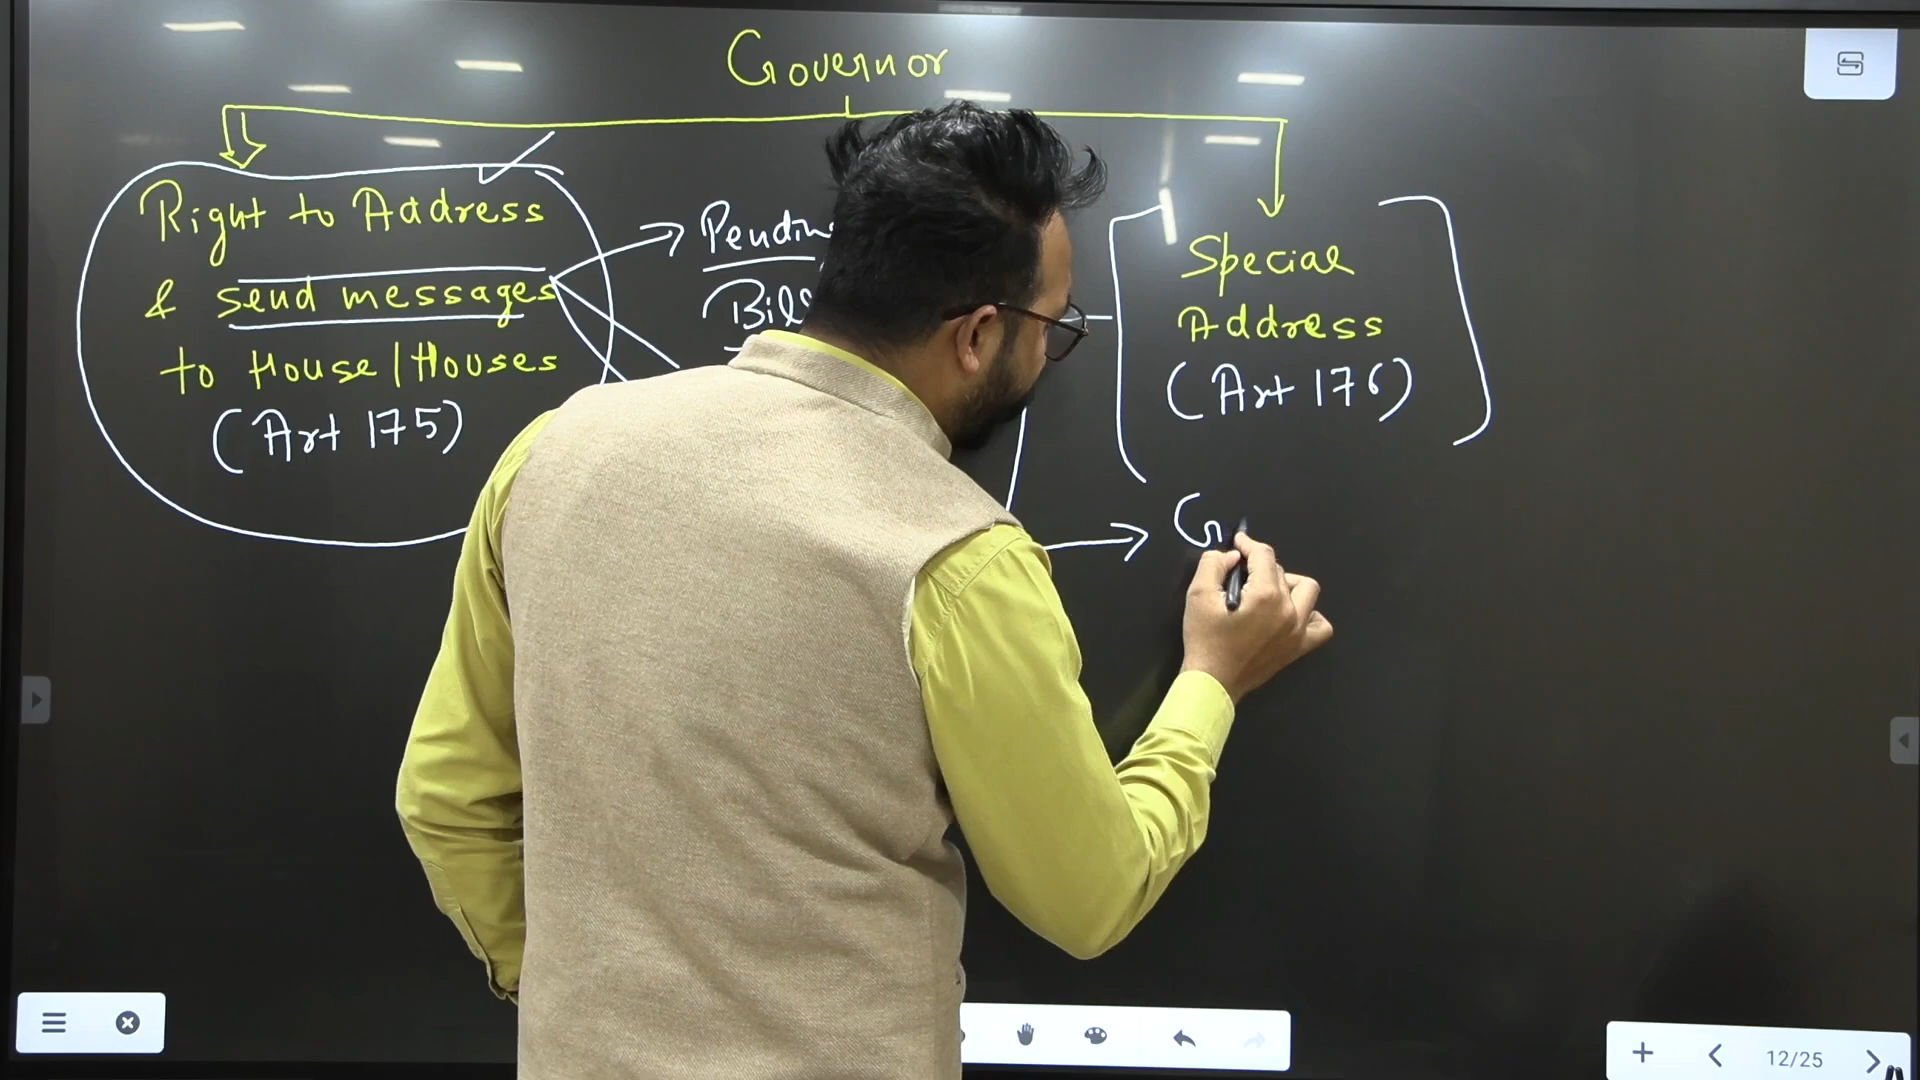 Governor
Right to Address
& send messages
to House/Houses
(Art 175)
Special
Address
(Art 176)
12/25